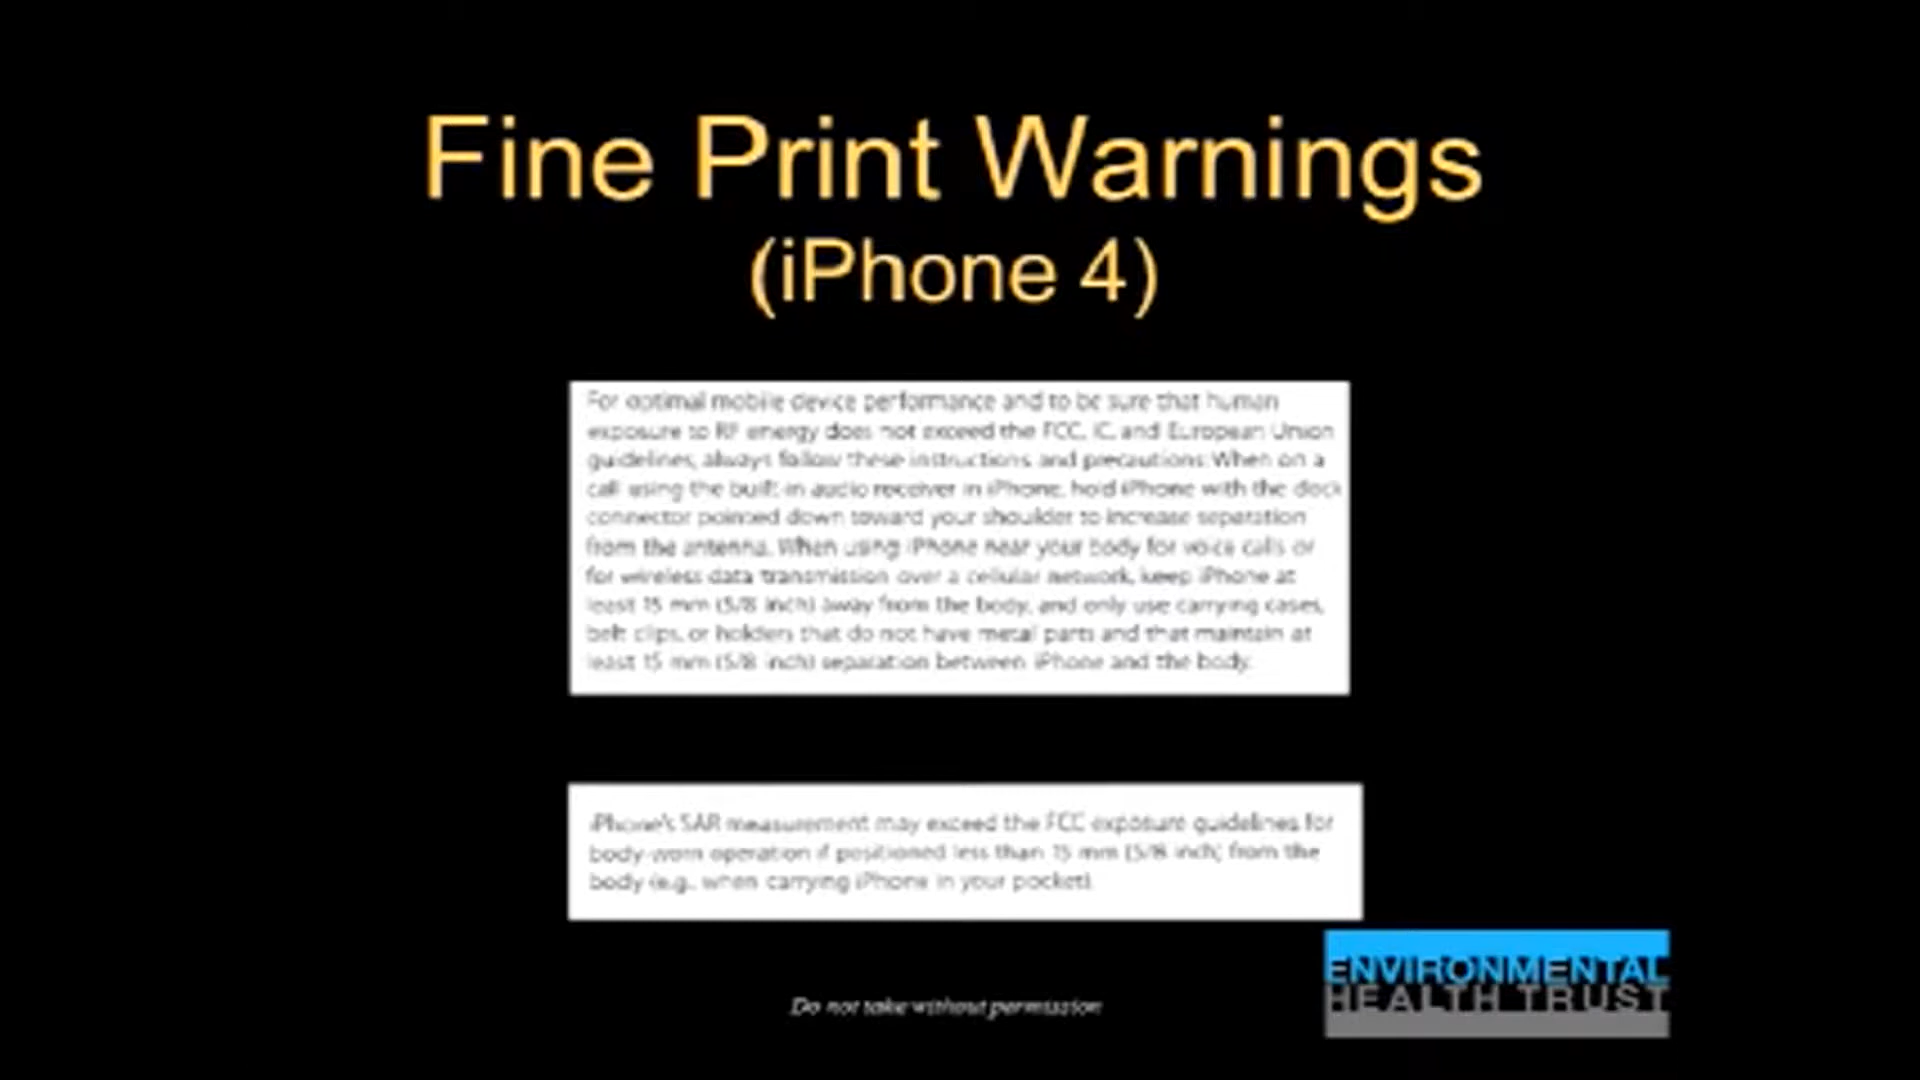 Fine Print Warnings
(iPhone 4)
For optimal mobile device performance and to be sure that human
exposure to RF energy does not exceed the FCC, IC, and European Union
guidelines, always follow these instructions and precautions: When on a
call using the built-in audio receiver in iPhone, hold iPhone with the dock
connector pointed down toward your shoulder to increase separation
from the antenna. When using iPhone near your body for voice calls or
for wireless data transmission over a cellular network, keep iPhone at
least 15 mm (5/8 inch) away from the body, and only use carrying cases,
belt clips, or holders that do not have metal parts and that maintain at
least 15 mm (5/8 inch) separation between iPhone and the body.
iPhone's SAR measurement may exceed the FCC exposure guidelines for
body-worn operation if positioned less than 15 mm (5/8 inch) from the
body (e.g., when carrying iPhone in your pocket).
ENVIRONMENTAL
HEALTH TRUST
Do not take without permission